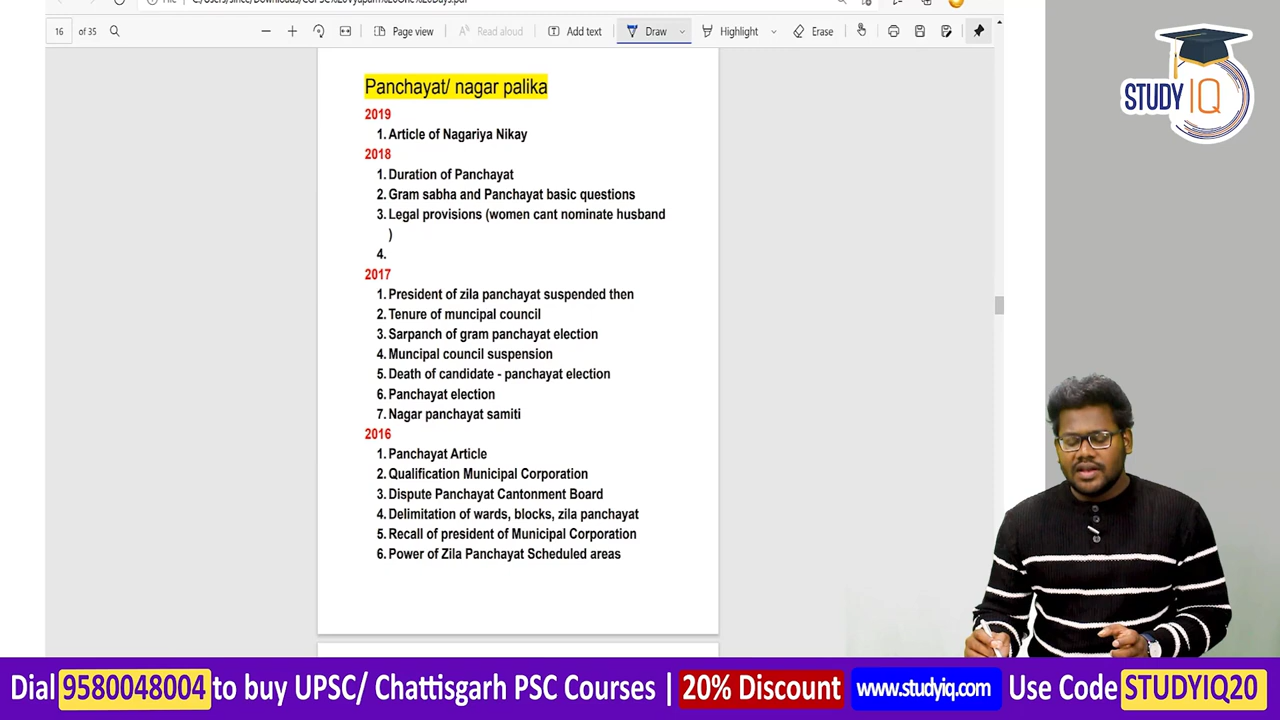 16 of 35
Page view
Read aloud
Add text
Draw
Highlight
Erase
STUDY IQ
Panchayat/ nagar palika
2019
1. Article of Nagariya Nikay
2018
1. Duration of Panchayat
2. Gram sabha and Panchayat basic questions
3. Legal provisions (women cant nominate husband
)
4.
2017
1. President of zila panchayat suspended then
2. Tenure of muncipal council
3. Sarpanch of gram panchayat election
4. Muncipal council suspension
5. Death of candidate - panchayat election
6. Panchayat election
7. Nagar panchayat samiti
2016
1. Panchayat Article
2. Qualification Municipal Corporation
3. Dispute Panchayat Cantonment Board
4. Delimitation of wards, blocks, zila panchayat
5. Recall of president of Municipal Corporation
6. Power of Zila Panchayat Scheduled areas
Dial 9580048004 to buy UPSC/ Chattisgarh PSC Courses | 20% Discount www.studyiq.com Use Code STUDYIQ20